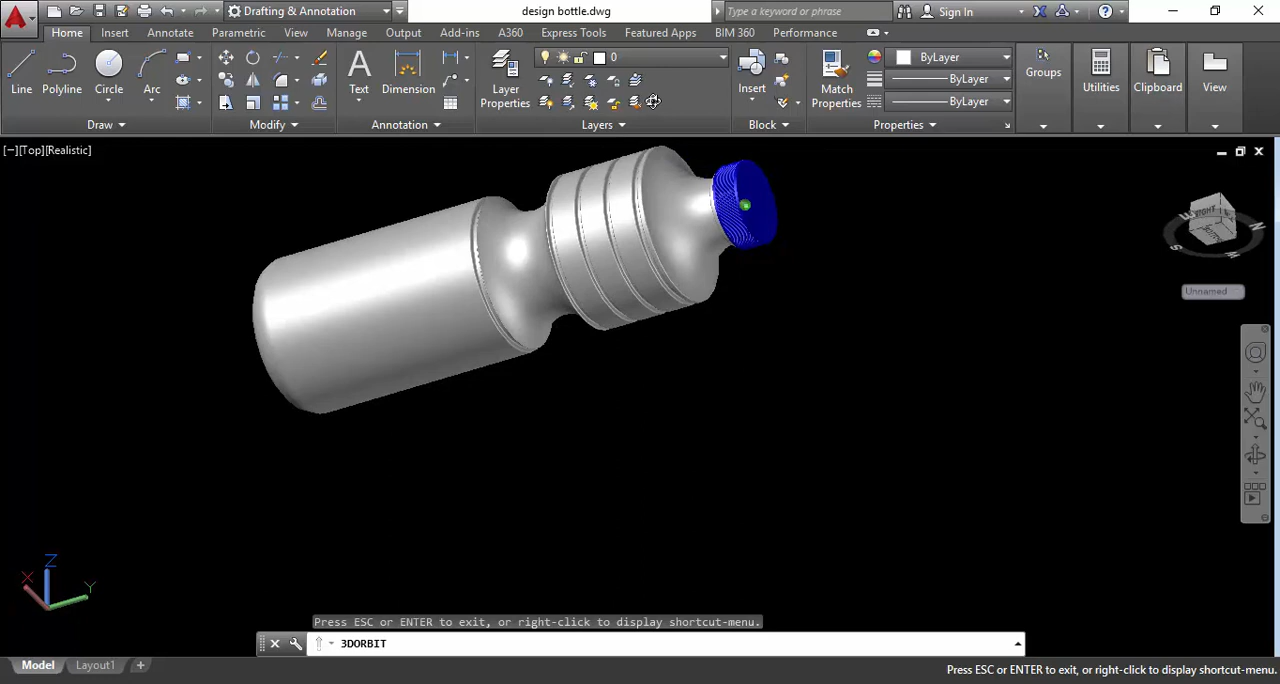 Drafting & Annotation
design bottle.dwg
Type a keyword or phrase
Sign In
Home Insert Annotate Parametric View Manage Output Add-ins A360 Express Tools Featured Apps BIM 360 Performance
Line Polyline Circle Arc
Draw
Modify
Text Dimension
Annotation
Layer Properties
0
Layers
Insert
Block
Match Properties
ByLayer
ByLayer
ByLayer
Properties
Groups
Utilities
Clipboard
View
[−][Top][Realistic]
RIGHT
N
S
Unnamed
X Z Y
Press ESC or ENTER to exit, or right-click to display shortcut-menu.
3DORBIT
Model Layout1
Press ESC or ENTER to exit, or right-click to display shortcut-menu.